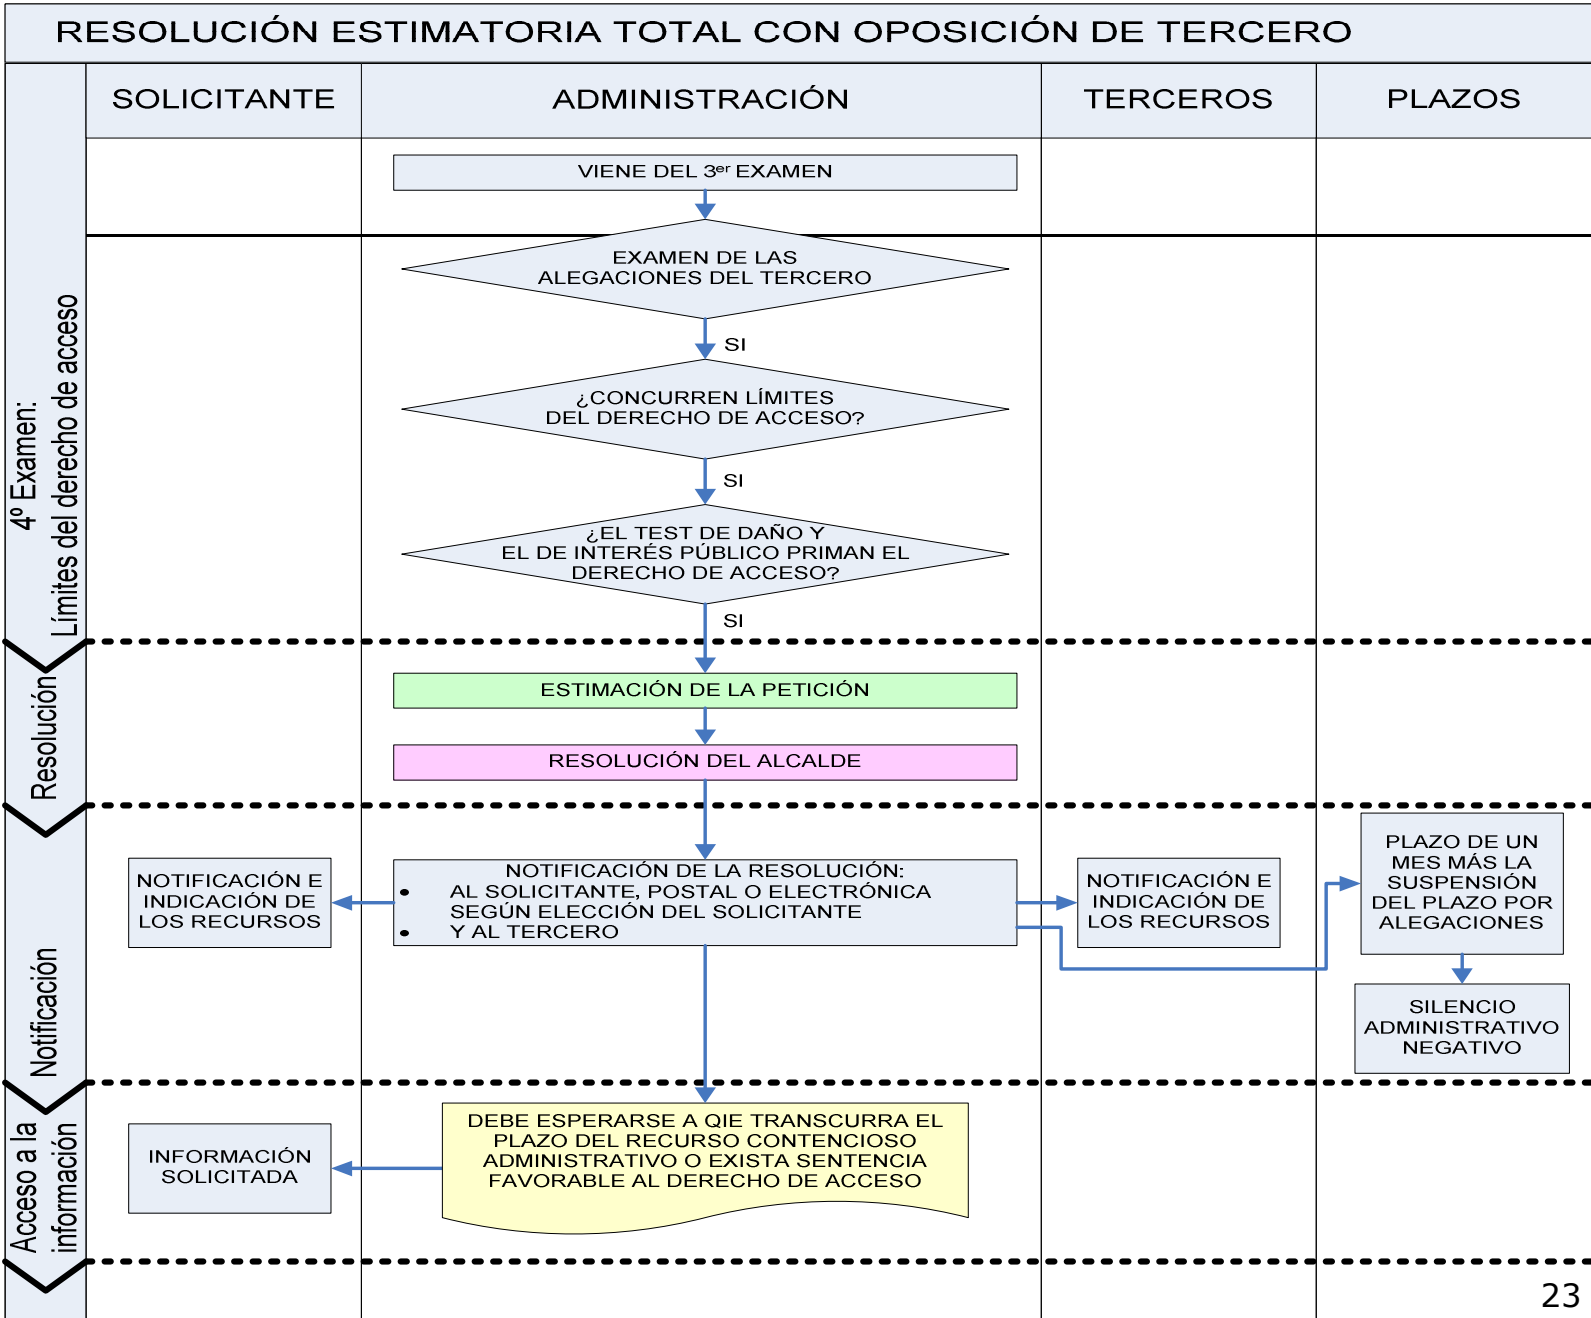 RESOLUCIÓN ESTIMATORIA TOTAL CON OPOSICIÓN DE TERCERO
SOLICITANTE
ADMINISTRACIÓN
TERCEROS
PLAZOS
4º Examen:
Límites del derecho de acceso
VIENE DEL 3er EXAMEN
EXAMEN DE LAS
ALEGACIONES DEL TERCERO
SI
¿CONCURREN LÍMITES
DEL DERECHO DE ACCESO?
SI
¿EL TEST DE DAÑO Y
EL DE INTERÉS PÚBLICO PRIMAN EL
DERECHO DE ACCESO?
SI
Resolución
ESTIMACIÓN DE LA PETICIÓN
RESOLUCIÓN DEL ALCALDE
Notificación
NOTIFICACIÓN E
INDICACIÓN DE
LOS RECURSOS
NOTIFICACIÓN DE LA RESOLUCIÓN:
• AL SOLICITANTE, POSTAL O ELECTRÓNICA
SEGÚN ELECCIÓN DEL SOLICITANTE
• Y AL TERCERO
NOTIFICACIÓN E
INDICACIÓN DE
LOS RECURSOS
PLAZO DE UN
MES MÁS LA
SUSPENSIÓN
DEL PLAZO POR
ALEGACIONES
SILENCIO
ADMINISTRATIVO
NEGATIVO
Acceso a la
información
INFORMACIÓN
SOLICITADA
DEBE ESPERARSE A QIE TRANSCURRA EL
PLAZO DEL RECURSO CONTENCIOSO
ADMINISTRATIVO O EXISTA SENTENCIA
FAVORABLE AL DERECHO DE ACCESO
23